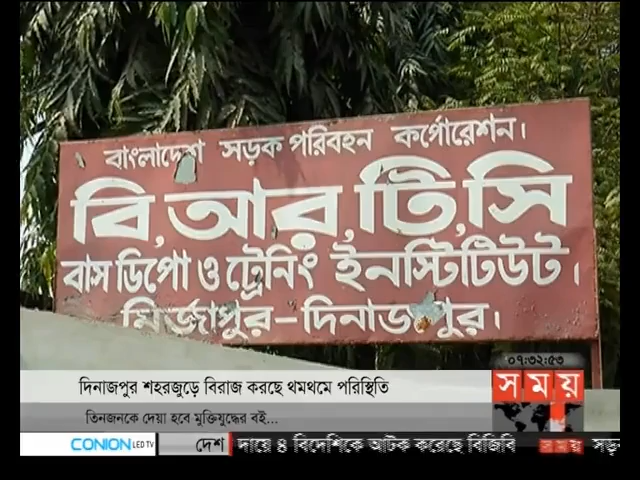 বাংলাদেশ সড়ক পরিবহন কর্পোরেশন।
বি,আর,টি,সি
বাস ডিপো ও ট্রেনিং ইনস্টিটিউট।
মির্জাপুর-দিনাজপুর।
০৭:৩২:৫৩
সময়
দিনাজপুর শহরজুড়ে বিরাজ করছে থমথমে পরিস্থিতি
তিনজনকে দেয়া হবে মুক্তিযুদ্ধের বই...
CONION LED TV দেশ দায়ে ৪ বিদেশিকে আটক করেছে বিজিবি সময়